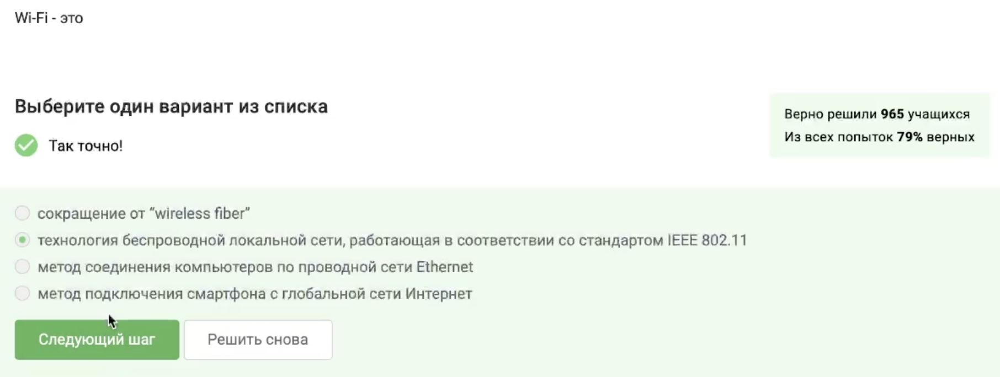 Wi-Fi - это
Выберите один вариант из списка
Верно решили 965 учащихся
Из всех попыток 79% верных
Так точно!
сокращение от “wireless fiber”
технология беспроводной локальной сети, работающая в соответствии со стандартом IEEE 802.11
метод соединения компьютеров по проводной сети Ethernet
метод подключения смартфона с глобальной сети Интернет
Следующий шаг
Решить снова